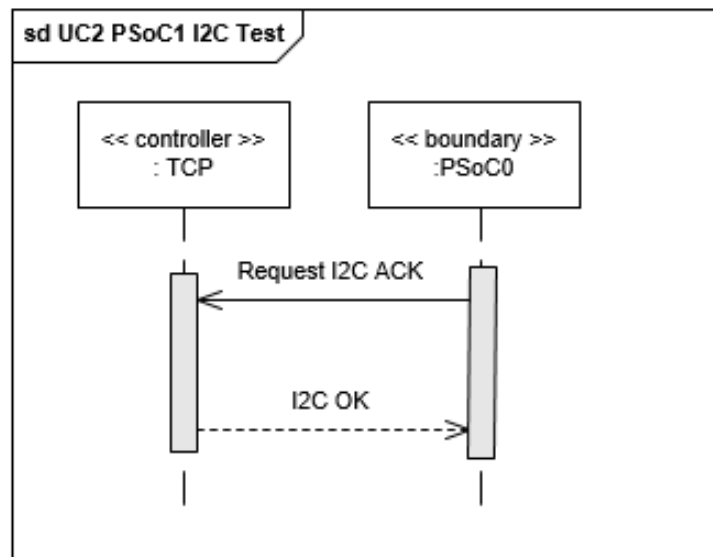 sd UC2 PSoC1 I2C Test
<< controller >>
: TCP
<< boundary >>
:PSoC0
Request I2C ACK
I2C OK